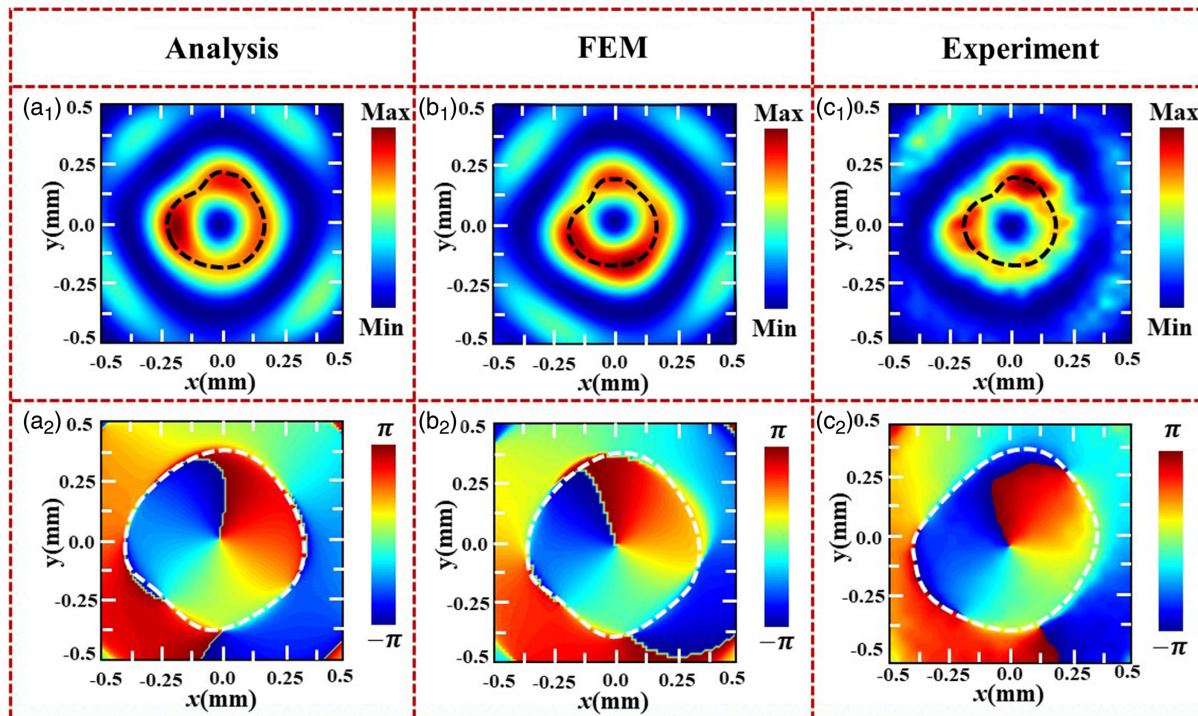 Analysis FEM Experiment
(a₁) (b₁) (c₁)
0.5 0.5 0.5
Max Max Max
0.25 0.25 0.25
y(mm) y(mm) y(mm)
0.0 0.0 0.0
-0.25 -0.25 -0.25
Min Min Min
-0.5 -0.5 -0.5
-0.25 0.0 0.25 0.5 -0.25 0.0 0.25 0.5 -0.25 0.0 0.25 0.5
x(mm) x(mm) x(mm)
(a₂) (b₂) (c₂)
0.5 0.5 0.5
π π π
0.25 0.25 0.25
y(mm) y(mm) y(mm)
0.0 0.0 0.0
-0.25 -0.25 -0.25
−π −π −π
-0.5 -0.5 -0.5
-0.5 -0.25 0.0 0.25 0.5 -0.5 -0.25 0.0 0.25 0.5 -0.5 -0.25 0.0 0.25 0.5
x(mm) x(mm) x(mm)